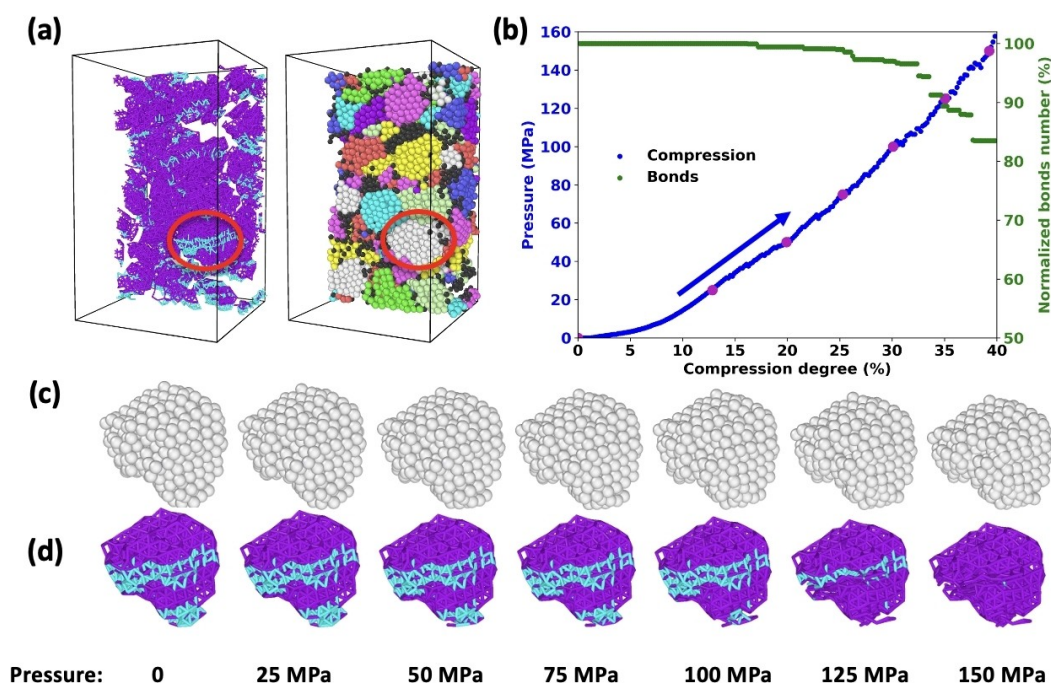 (a)
(b)
160
140
120
100
80
60
40
20
0
Pressure (MPa)
Compression
Bonds
100
90
80
70
60
50
Normalized bonds number (%)
0 5 10 15 20 25 30 35 40
Compression degree (%)
(c)
(d)
Pressure: 0 25 MPa 50 MPa 75 MPa 100 MPa 125 MPa 150 MPa